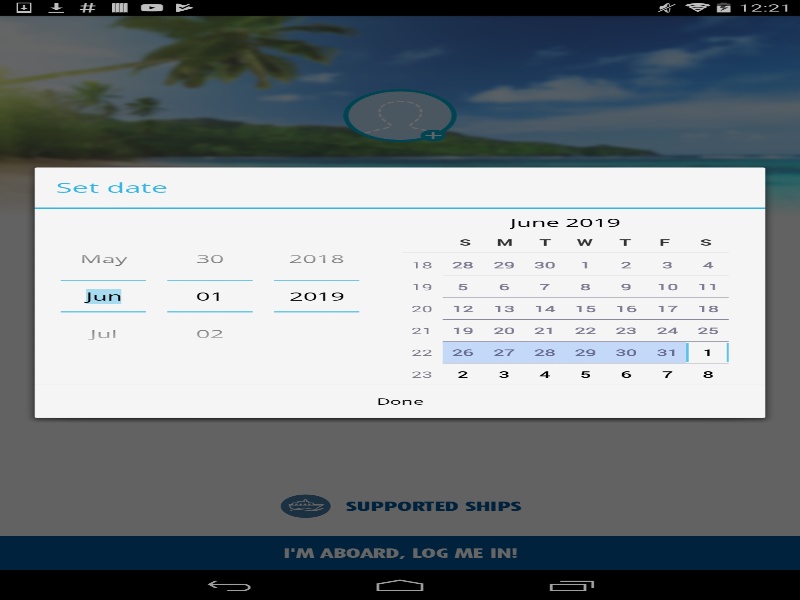 12:21
Set date
June 2019
S M T W T F S
May 30 2018
18 28 29 30 1 2 3 4
19 5 6 7 8 9 10 11
Jun 01 2019
20 12 13 14 15 16 17 18
21 19 20 21 22 23 24 25
Jul 02
22 26 27 28 29 30 31 1
23 2 3 4 5 6 7 8
Done
SUPPORTED SHIPS
I'M ABOARD, LOG ME IN!